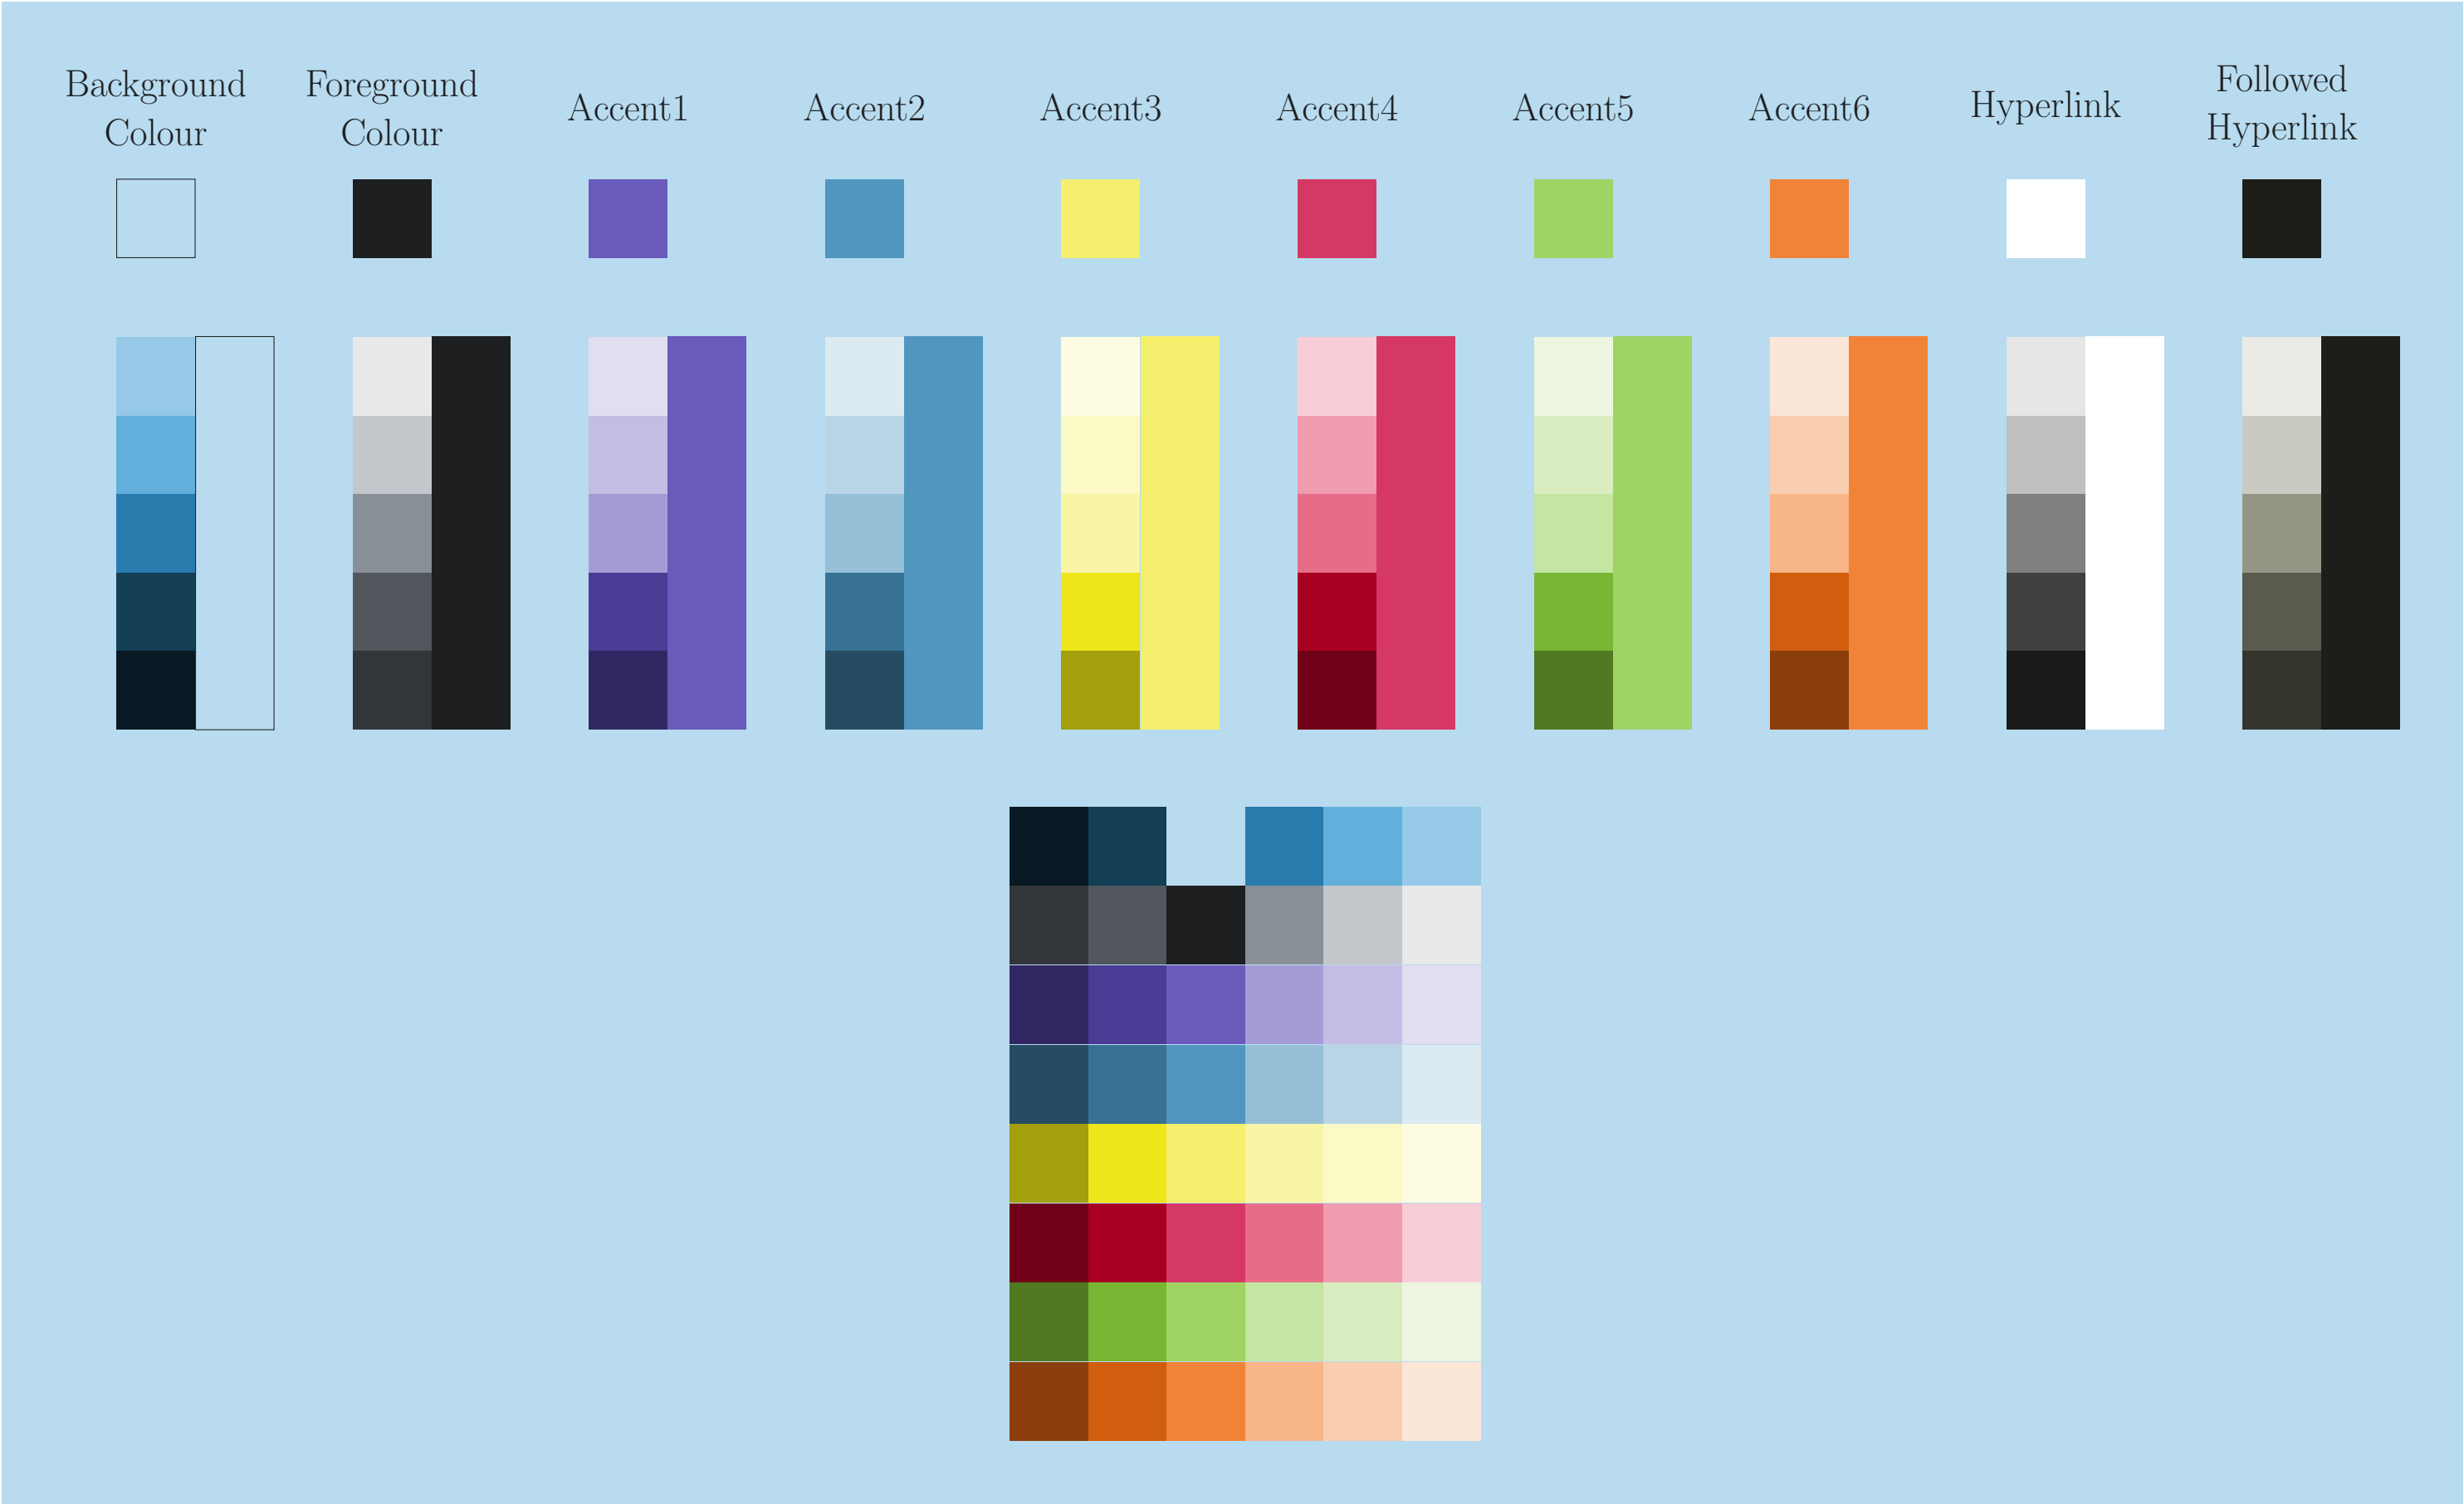 Background
Colour
Foreground
Colour
Accent1
Accent2
Accent3
Accent4
Accent5
Accent6
Hyperlink
Followed
Hyperlink